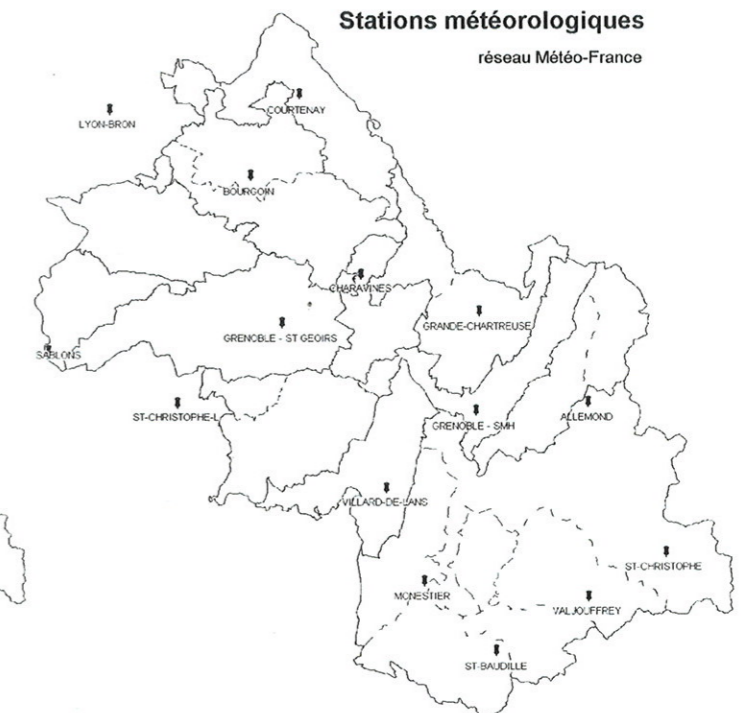 Stations météorologiques
réseau Météo-France
COURTENAY
LYON-BRON
BOURGOIN
CHARAVINES
GRANDE-CHARTREUSE
GRENOBLE - ST GEOIRS
SABLONS
ST-CHRISTOPHE-L
GRENOBLE - SMH
ALLEMOND
VILLARD-DE-LANS
ST-CHRISTOPHE
MONESTIER
VALJOUFFREY
ST-BAUDILLE